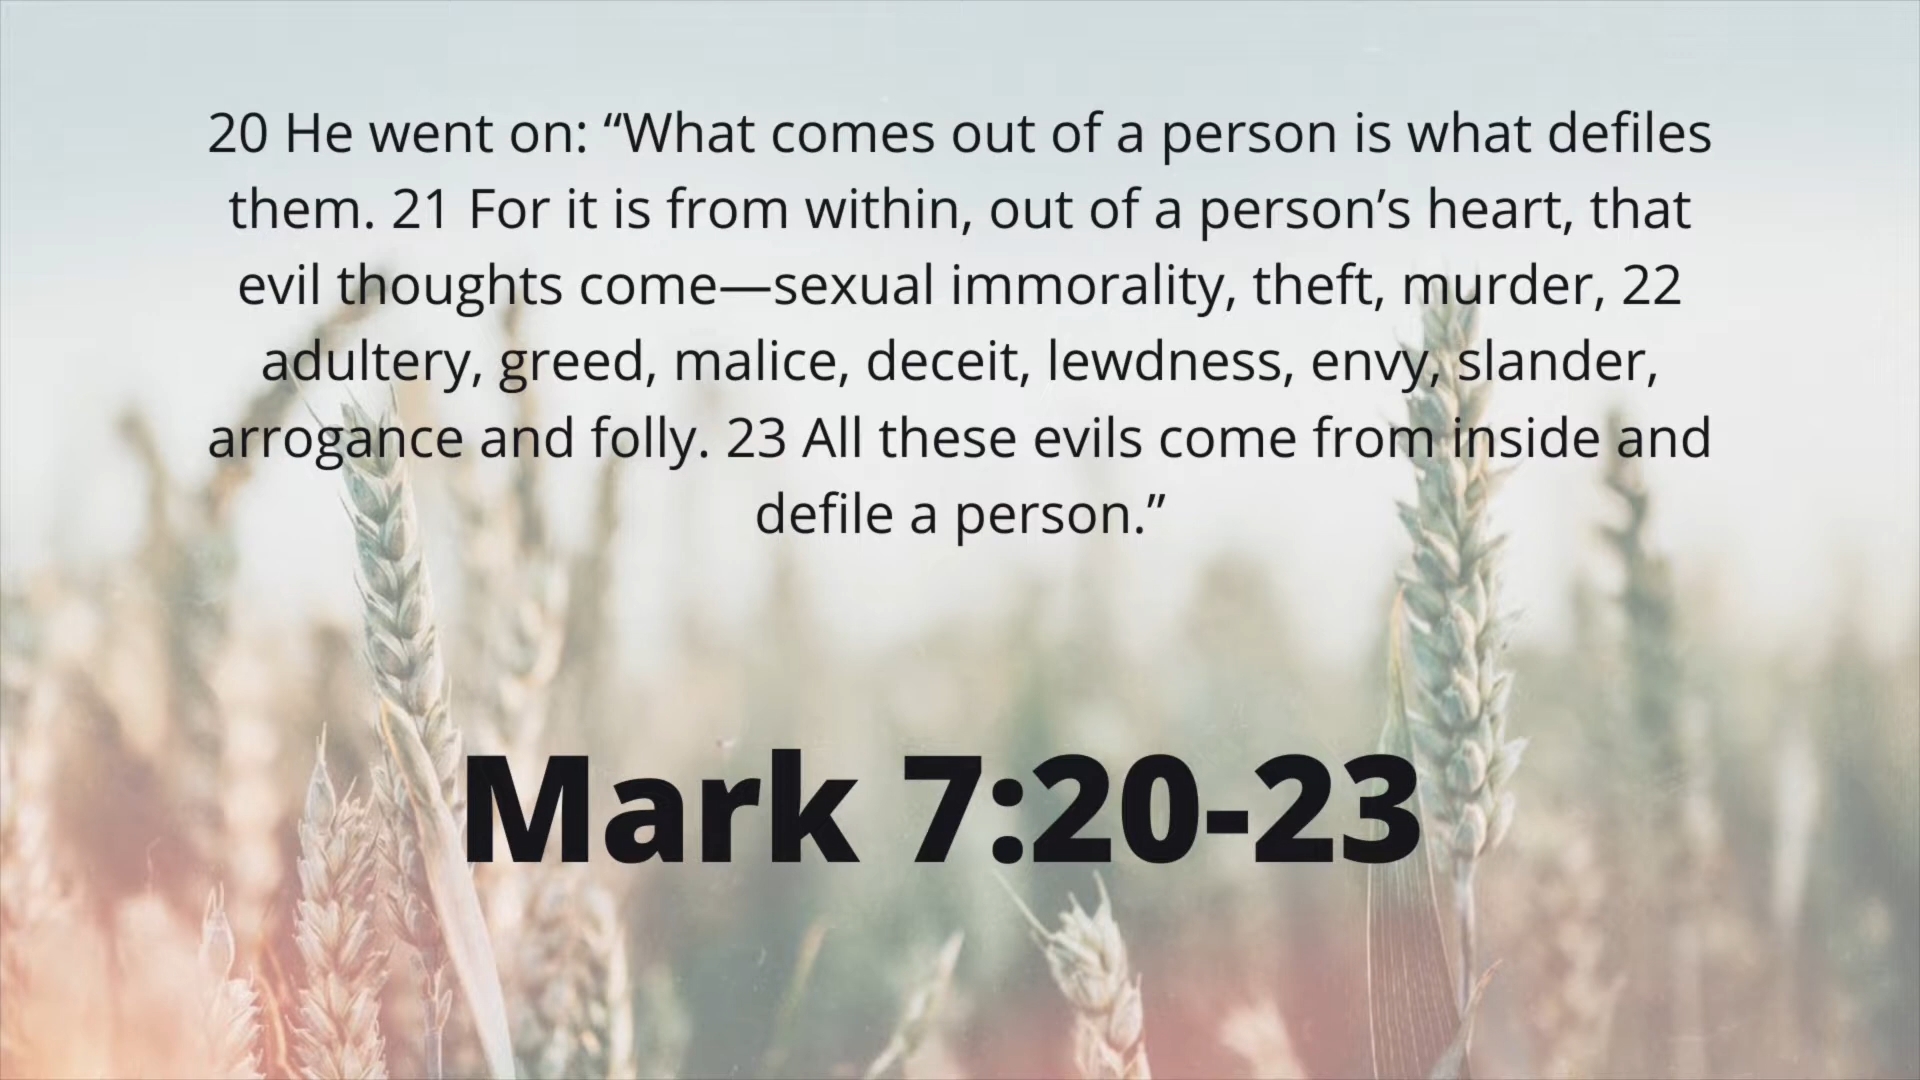 20 He went on: “What comes out of a person is what defiles
them. 21 For it is from within, out of a person’s heart, that
evil thoughts come—sexual immorality, theft, murder, 22
adultery, greed, malice, deceit, lewdness, envy, slander,
arrogance and folly. 23 All these evils come from inside and
defile a person.”
Mark 7:20-23